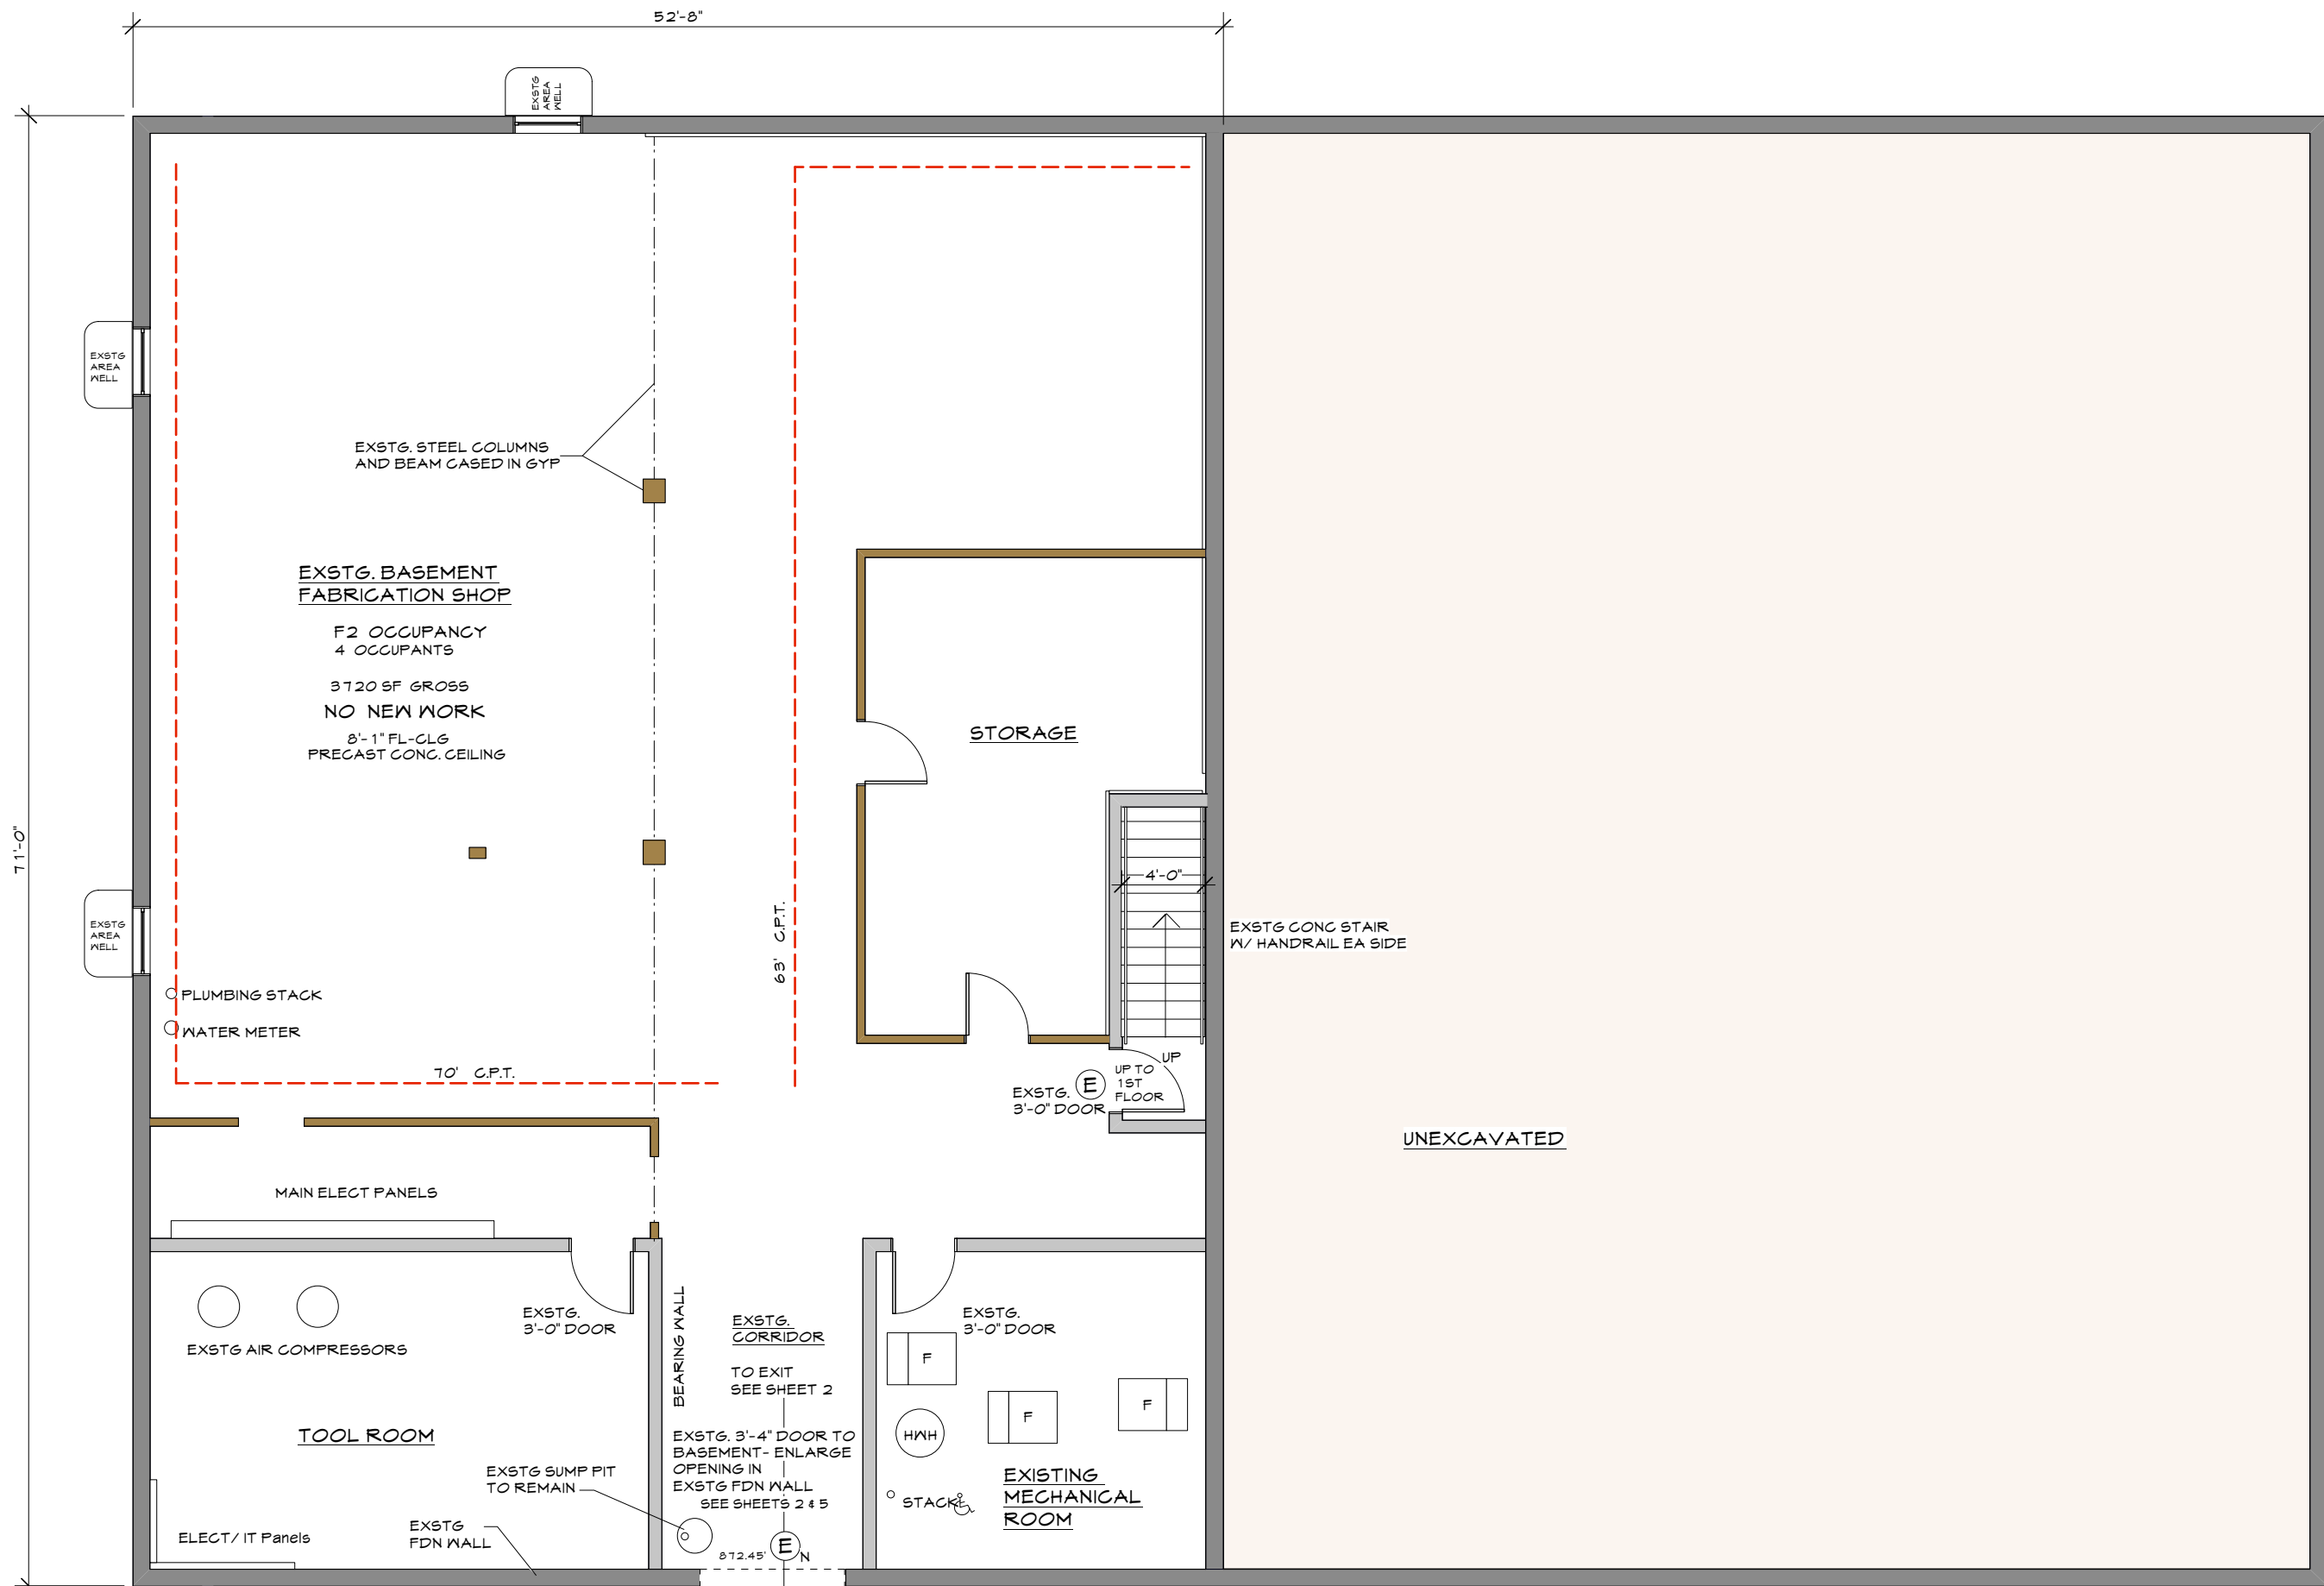 52'-8"
EXSTG
AREA
WELL
EXSTG
AREA
WELL
EXSTG. STEEL COLUMNS
AND BEAM CASED IN GYP
EXSTG. BASEMENT
FABRICATION SHOP
F2 OCCUPANCY
4 OCCUPANTS
3720 SF GROSS
NO NEW WORK
8'-1" FL-CLG
PRECAST CONC. CEILING
STORAGE
71'-0"
4'-0"
63' C.P.T.
EXSTG
AREA
WELL
EXSTG CONC STAIR
W/ HANDRAIL EA SIDE
PLUMBING STACK
WATER METER
70' C.P.T.
UP
UP TO
1ST
FLOOR
E
EXSTG.
3'-0" DOOR
UNEXCAVATED
MAIN ELECT PANELS
EXSTG.
3'-0" DOOR
BEARING WALL
EXSTG.
CORRIDOR
EXSTG.
3'-0" DOOR
EXSTG AIR COMPRESSORS
TO EXIT
SEE SHEET 2
F
F
F
HWH
TOOL ROOM
EXSTG. 3'-4" DOOR TO
BASEMENT- ENLARGE
OPENING IN
EXSTG FDN WALL
SEE SHEETS 2 & 5
EXSTG SUMP PIT
TO REMAIN
STACK
EXISTING
MECHANICAL
ROOM
ELECT/ IT Panels
EXSTG
FDN WALL
872.45'
E
N